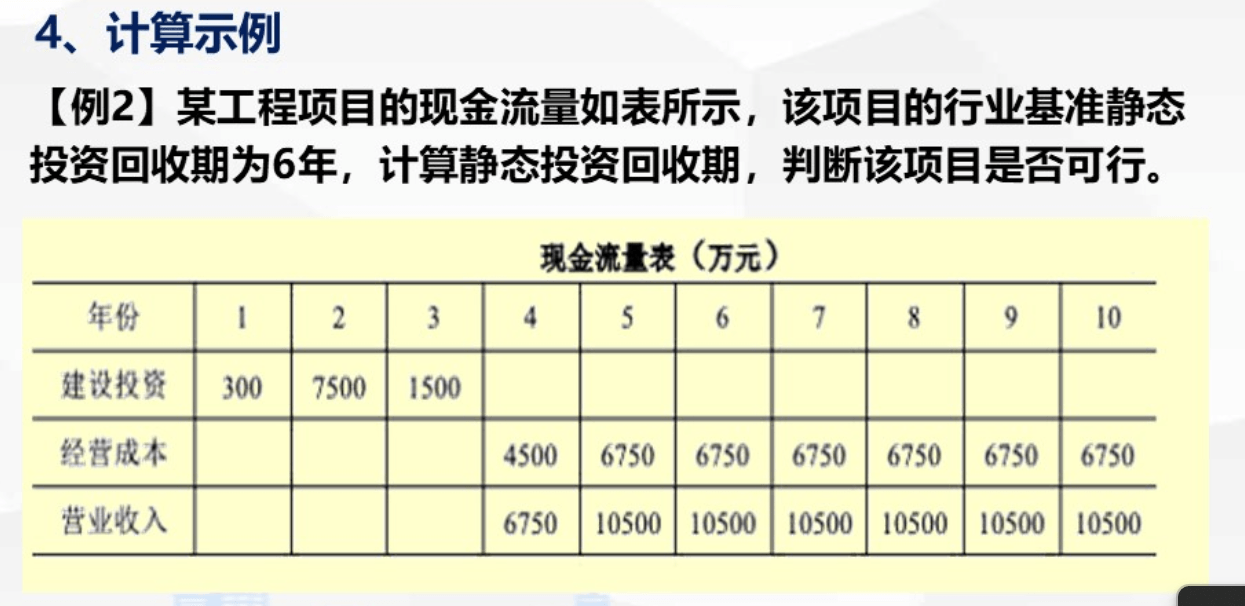 4、计算示例
【例2】某工程项目的现金流量如表所示，该项目的行业基准静态
投资回收期为6年，计算静态投资回收期，判断该项目是否可行。
现金流量表（万元）
年份 1 2 3 4 5 6 7 8 9 10
建设投资 300 7500 1500
经营成本 4500 6750 6750 6750 6750 6750 6750
营业收入 6750 10500 10500 10500 10500 10500 10500